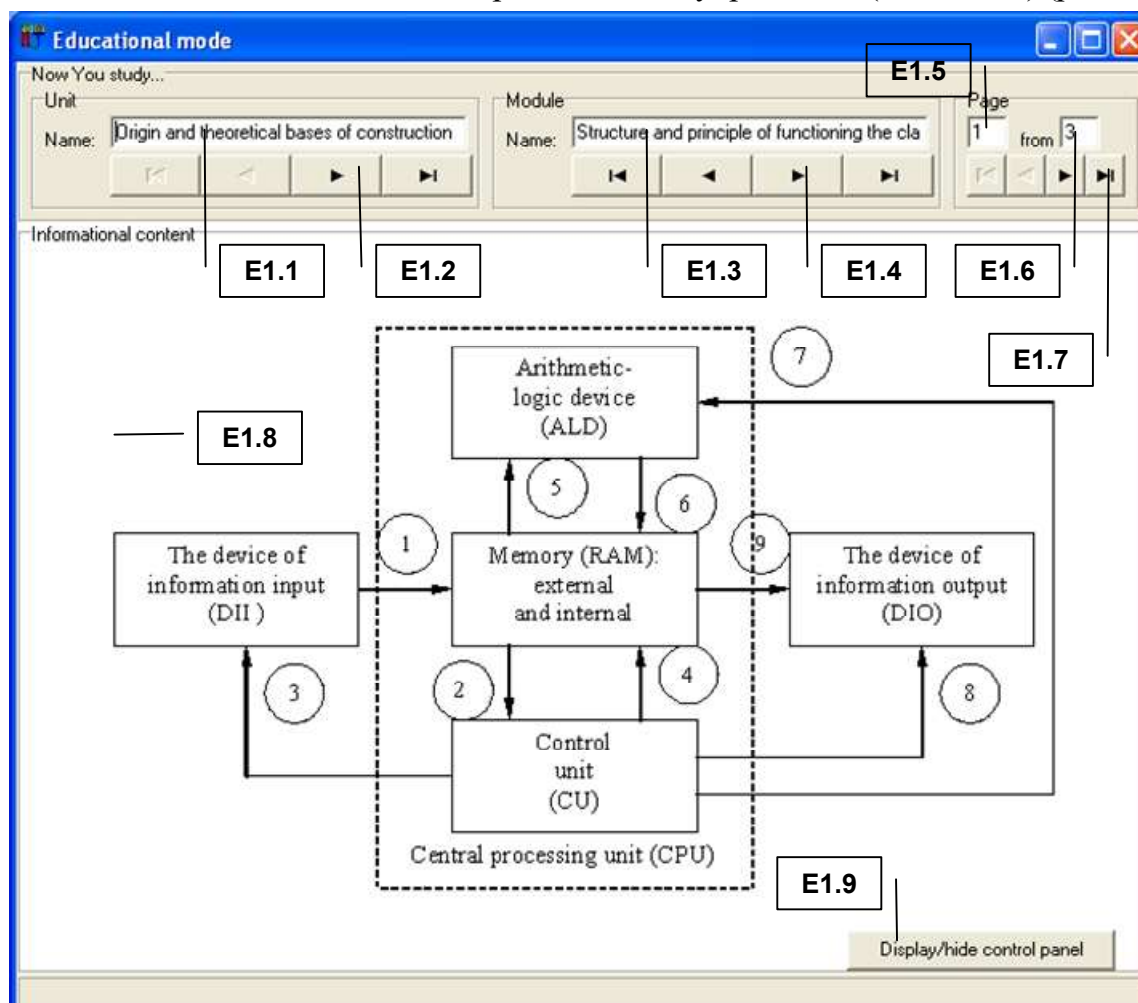 Educational mode
Now You study...
E1.5
Unit
Module
Page
Name:
Origin and theoretical bases of construction
Name:
Structure and principle of functioning the cla
1
from
3
Informational content
E1.1
E1.2
E1.3
E1.4
E1.6
E1.7
E1.8
7
Arithmetic-
logic device
(ALD)
5
6
1
9
The device of
information input
(DII )
Memory (RAM):
external
and internal
The device of
information output
(DIO)
3
2
4
8
Control
unit
(CU)
Central processing unit (CPU)
E1.9
Display/hide control panel